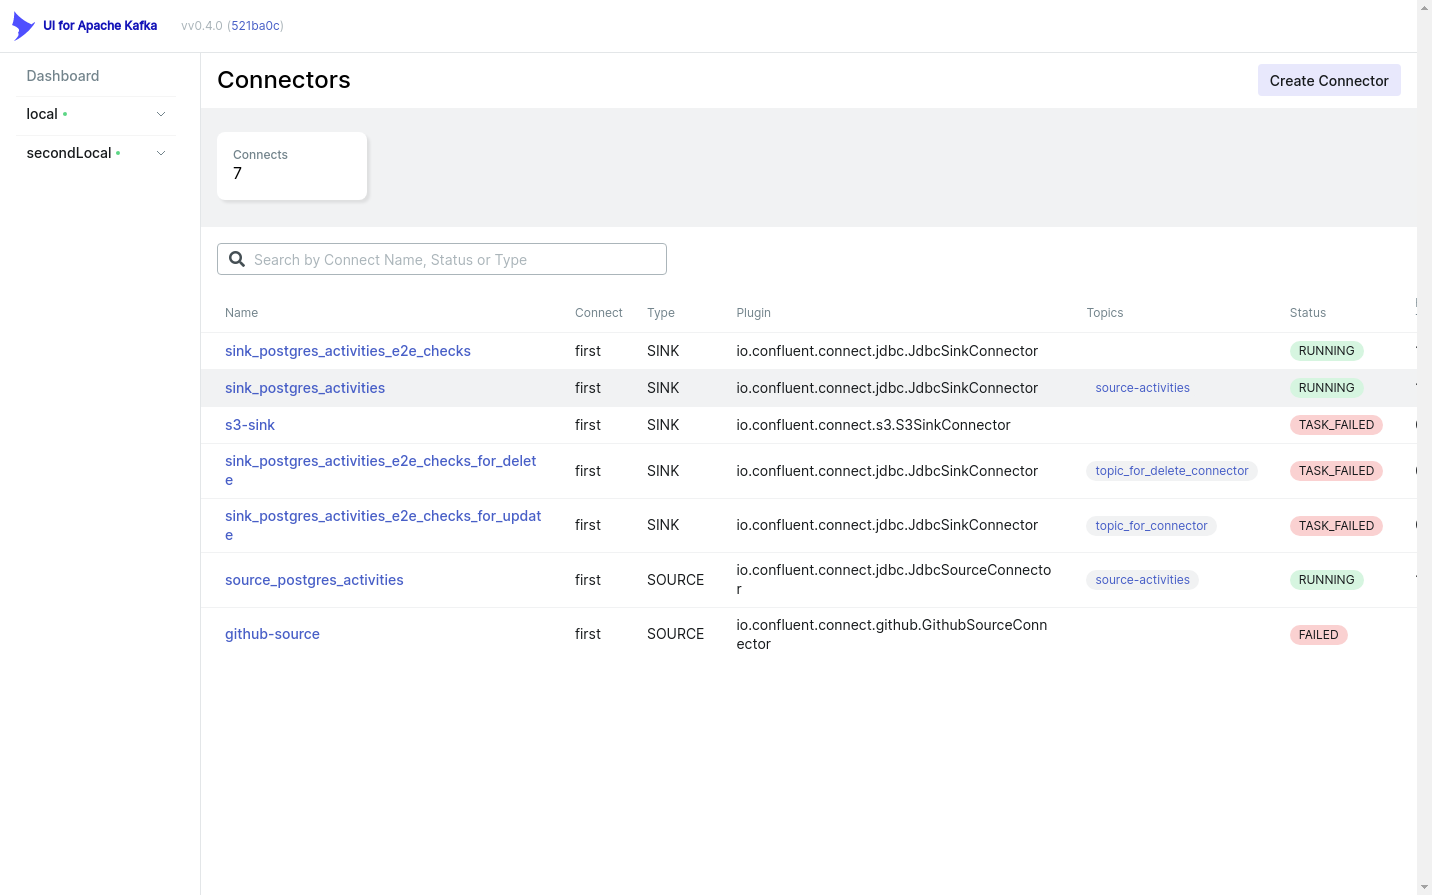 UI for Apache Kafka vv0.4.0 (521ba0c)
Dashboard
local
secondLocal
Connectors
Create Connector
Connects
7
Search by Connect Name, Status or Type
Name Connect Type Plugin Topics Status
sink_postgres_activities_e2e_checks first SINK io.confluent.connect.jdbc.JdbcSinkConnector RUNNING
sink_postgres_activities first SINK io.confluent.connect.jdbc.JdbcSinkConnector source-activities RUNNING
s3-sink first SINK io.confluent.connect.s3.S3SinkConnector TASK_FAILED
sink_postgres_activities_e2e_checks_for_delet
e
first SINK io.confluent.connect.jdbc.JdbcSinkConnector topic_for_delete_connector TASK_FAILED
sink_postgres_activities_e2e_checks_for_updat
e
first SINK io.confluent.connect.jdbc.JdbcSinkConnector topic_for_connector TASK_FAILED
source_postgres_activities first SOURCE
io.confluent.connect.jdbc.JdbcSourceConnecto
r
source-activities RUNNING
github-source first SOURCE
io.confluent.connect.github.GithubSourceConn
ector
FAILED